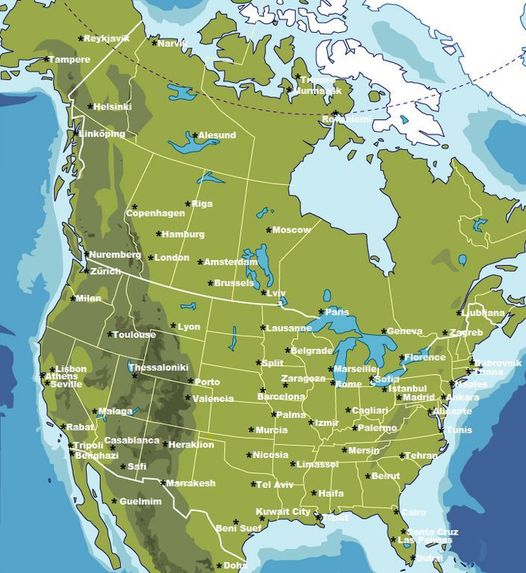 Reykjavik
Narvik
Tampere
Murmansk
Helsinki
Rovaniemi
Linköping
Alesund
Riga
Copenhagen
Moscow
Hamburg
Nuremberg
London
Amsterdam
Zürich
Brussels
Lviv
Milan
Paris
Ljubljana
Lyon
Lausanne
Geneva
Zagreb
Toulouse
Belgrade
Florence
Split
Dubrovnik
Thessaloniki
Marseille
Lisbon
Tirana
Athens
Zaragoza
Sofia
Porto
Rome
Seville
Naples
Istanbul
Barcelona
Valencia
Madrid
Ankara
Malaga
Cagliari
Alicante
Palma
Izmir
Rabat
Murcia
Palermo
Tunis
Casablanca
Tripoli
Heraklion
Mersin
Benghazi
Nicosia
Tehran
Safi
Limassol
Beirut
Marrakesh
Tel Aviv
Haifa
Guelmim
Kuwait City
Cairo
Beni Suef
Santa Cruz
Las Palmas
Dubai
Doha